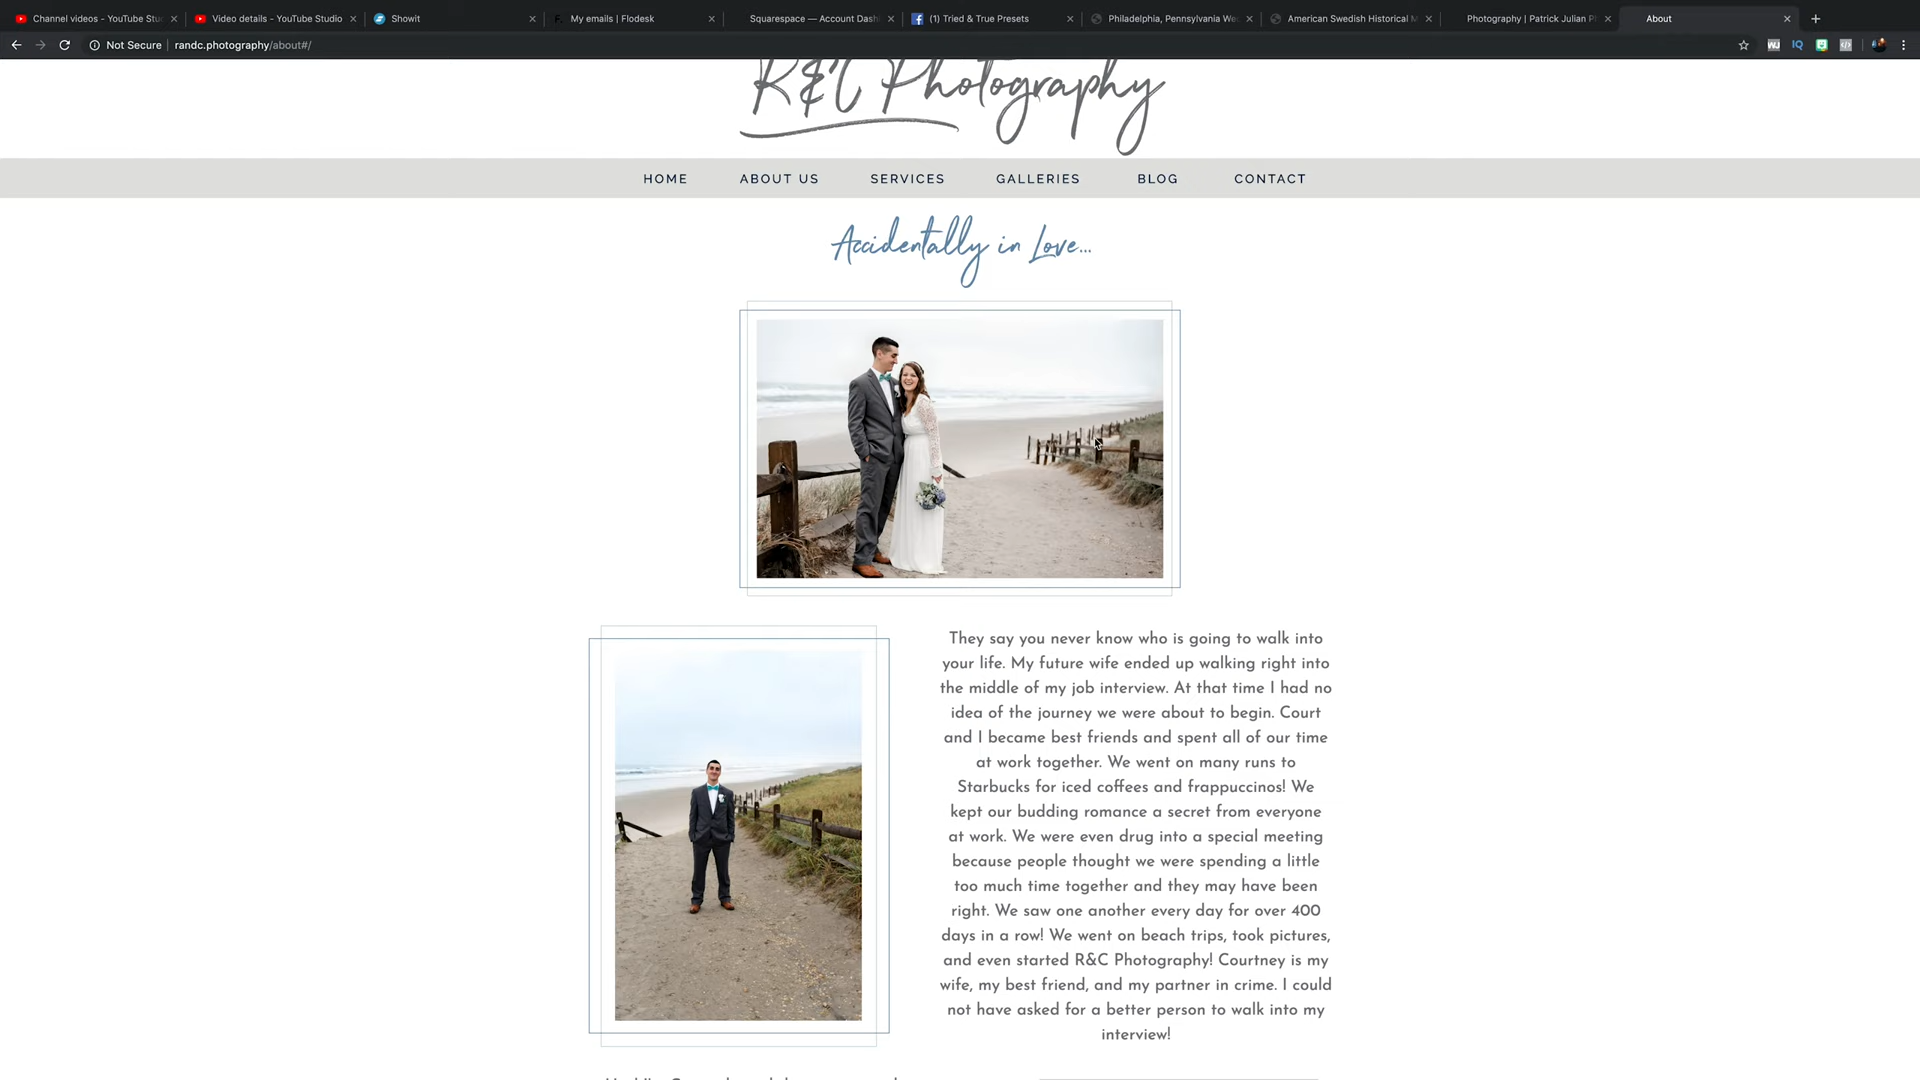 Channel videos - YouTube Stu
Video details - YouTube Studio
Showit
My emails | Flodesk
Squarespace — Account Dash
(1) Tried & True Presets
Philadelphia, Pennsylvania We
American Swedish Historical M
Photography | Patrick Julian P
About
Not Secure | randc.photography/about#/
R&C Photography
HOME
ABOUT US
SERVICES
GALLERIES
BLOG
CONTACT
Accidentally in Love...
They say you never know who is going to walk into
your life. My future wife ended up walking right into
the middle of my job interview. At that time I had no
idea of the journey we were about to begin. Court
and I became best friends and spent all of our time
at work together. We went on many runs to
Starbucks for iced coffees and frappuccinos! We
kept our budding romance a secret from everyone
at work. We were even drug into a special meeting
because people thought we were spending a little
too much time together and they may have been
right. We saw one another every day for over 400
days in a row! We went on beach trips, took pictures,
and even started R&C Photography! Courtney is my
wife, my best friend, and my partner in crime. I could
not have asked for a better person to walk into my
interview!